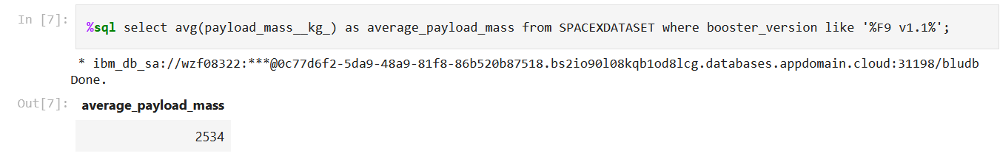 In [7]: %sql select avg(payload_mass__kg_) as average_payload_mass from SPACEXDATASET where booster_version like '%F9 v1.1%';
* ibm_db_sa://wzf08322:***@0c77d6f2-5da9-48a9-81f8-86b520b87518.bs2io90l08kqb1od8lcg.databases.appdomain.cloud:31198/bludb
Done.
Out[7]: average_payload_mass
2534